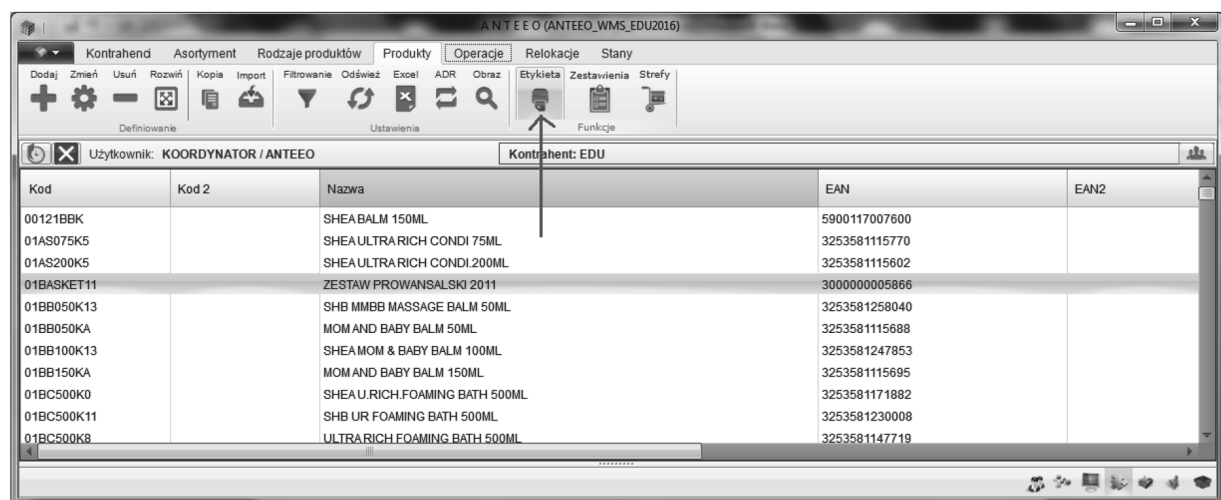 A N T E E O (ANTEEO_WMS_EDU2016)
Kontrahenci Asortyment Rodzaje produktów Produkty Operacje Relokacje Stany
Dodaj Zmień Usuń Rozwiń Kopia Import Filtrowanie Odśwież Excel ADR Obraz Etykieta Zestawienia Strefy
Definiowanie Ustawienia Funkcje
Użytkownik: KOORDYNATOR / ANTEEO Kontrahent: EDU
Kod Kod 2 Nazwa EAN EAN2
00121BBK SHEA BALM 150ML 5900117007600
01AS075K5 SHEA ULTRA RICH CONDI 75ML 3253581115770
01AS200K5 SHEA ULTRA RICH CONDI.200ML 3253581115602
01BASKET11 ZESTAW PROWANSALSKI 2011 3000000005866
01BB050K13 SHB MMBB MASSAGE BALM 50ML 3253581258040
01BB050KA MOM AND BABY BALM 50ML 3253581115688
01BB100K13 SHEA MOM & BABY BALM 100ML 3253581247853
01BB150KA MOM AND BABY BALM 150ML 3253581115695
01BC500K0 SHEA U.RICH.FOAMING BATH 500ML 3253581171882
01BC500K11 SHB UR FOAMING BATH 500ML 3253581230008
01BC500K8 ULTRA RICH FOAMING BATH 500ML 3253581147719